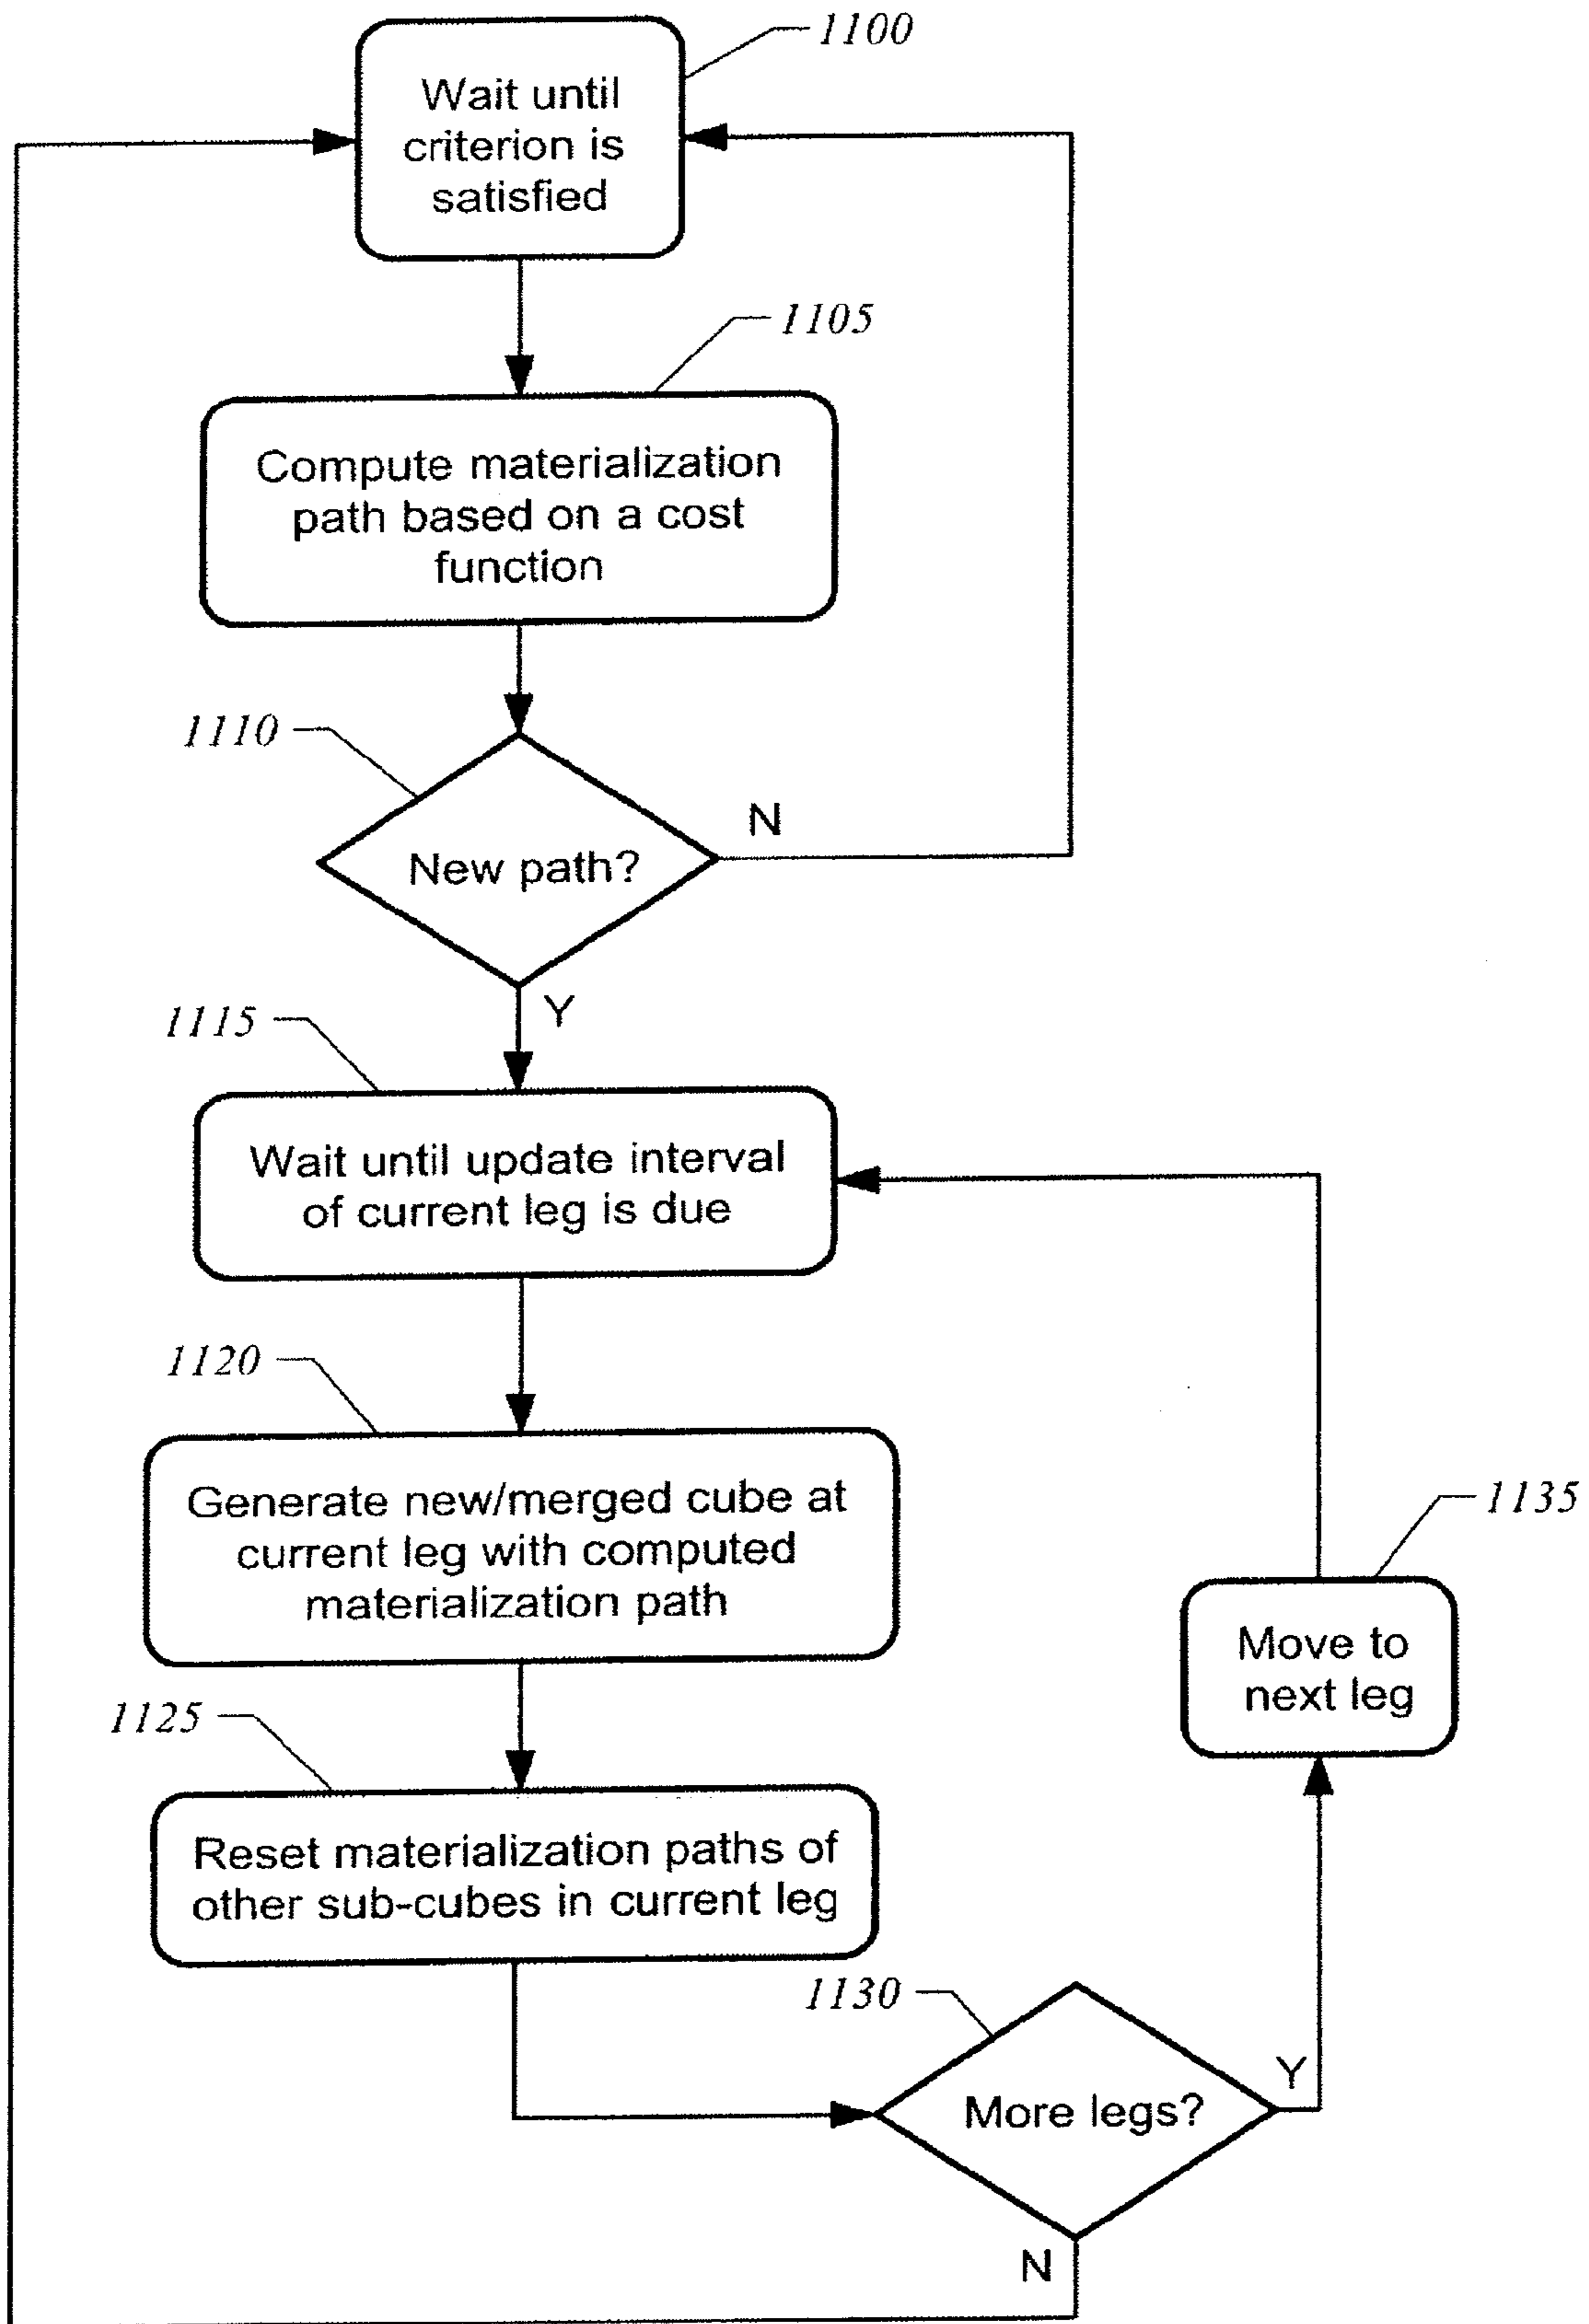 1100
Wait until
criterion is
satisfied
1105
Compute materialization
path based on a cost
function
1110
New path?
N
Y
1115
Wait until update interval
of current leg is due
1120
Generate new/merged cube at
current leg with computed
materialization path
1135
Move to
next leg
1125
Reset materialization paths of
other sub-cubes in current leg
1130
More legs?
Y
N